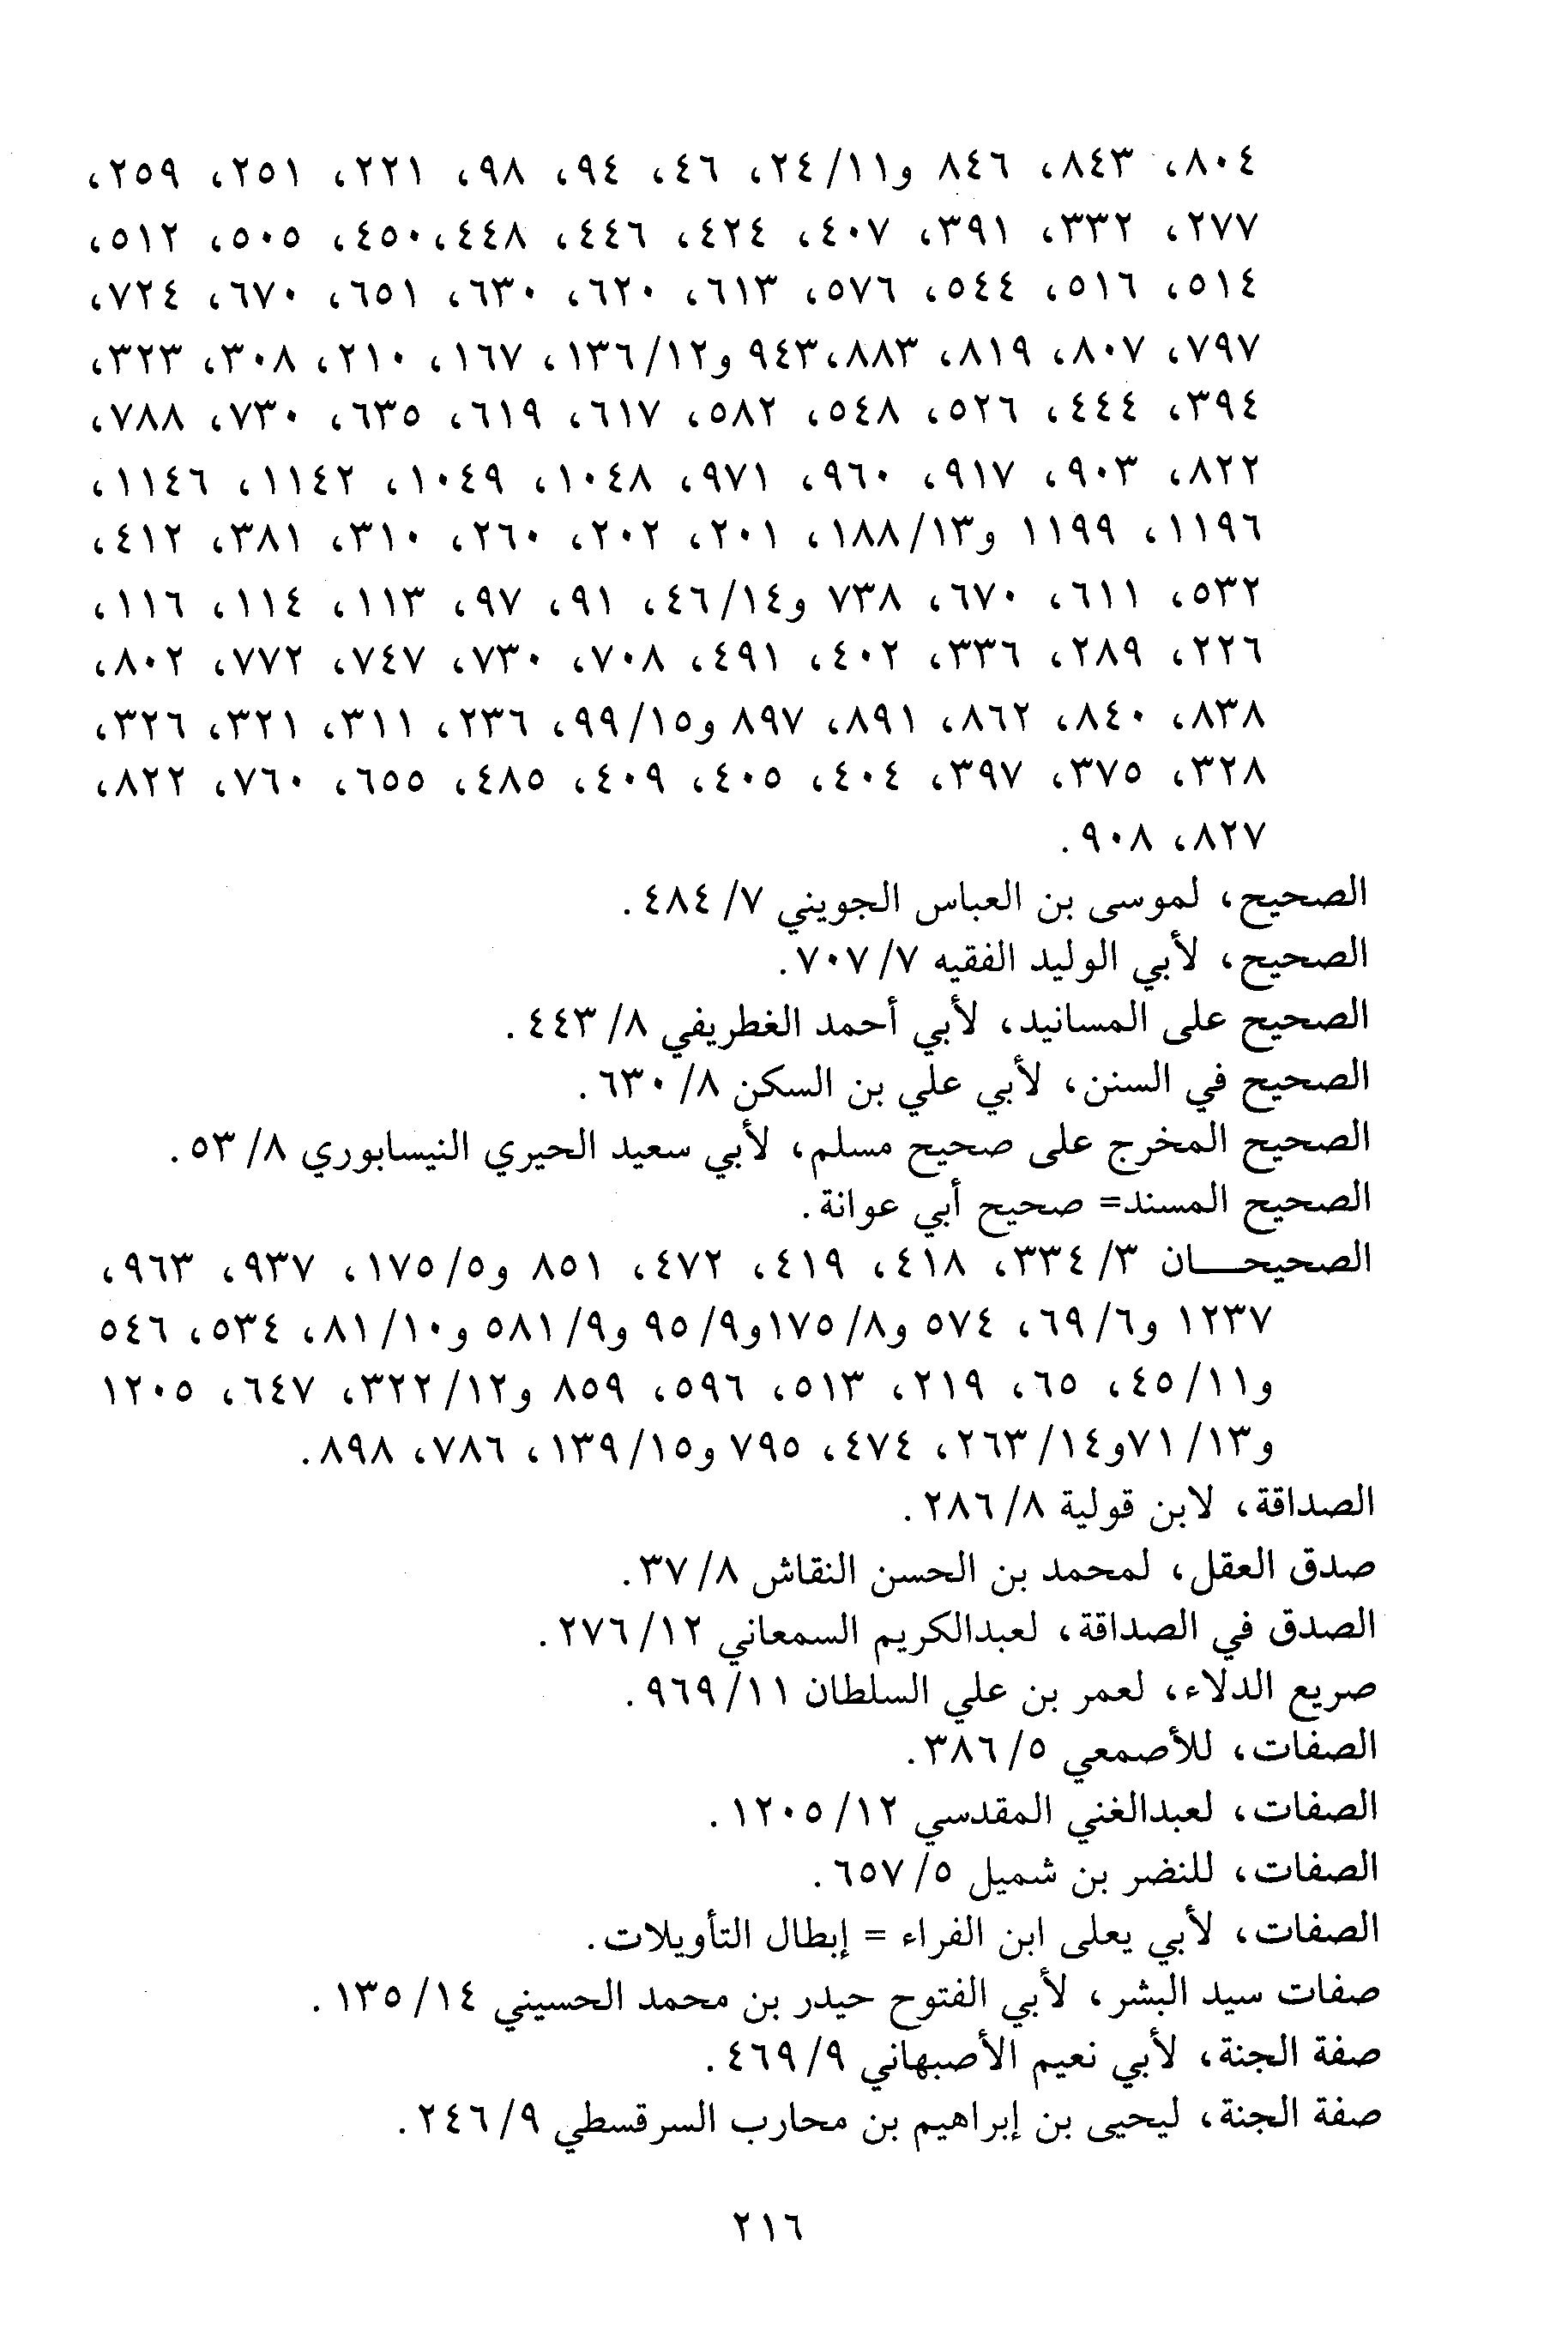 ٨٠٤، ٨٤٣، ٨٤٦ و١١/ ٢٤، ٤٦، ٩٤، ٩٨، ٢٢١، ٢٥١، ٢٥٩،
٢٧٧، ٣٣٢، ٣٩١، ٤٠٧، ٤٢٤، ٤٤٦، ٤٤٨،٤٥٠، ٥٠٥، ٥١٢،
٥١٤، ٥١٦، ٥٤٤، ٥٧٦، ٦١٣، ٦٢٠، ٦٣٠، ٦٥١، ٦٧٠، ٧٢٤،
٧٩٧، ٨٠٧، ٨١٩، ٨٨٣،٩٤٣ و١٢/ ١٣٦، ١٦٧، ٢١٠، ٣٠٨، ٣٢٣،
٣٩٤، ٤٤٤، ٥٢٦، ٥٤٨، ٥٨٢، ٦١٧، ٦١٩، ٦٣٥، ٧٣٠، ٧٨٨،
٨٢٢، ٩٠٣، ٩١٧، ٩٦٠، ٩٧١، ١٠٤٨، ١٠٤٩، ١١٤٢، ١١٤٦،
١١٩٦، ١١٩٩ و١٣/ ١٨٨، ٢٠١، ٢٠٢، ٢٦٠، ٣١٠، ٣٨١، ٤١٢،
٥٣٢، ٦١١، ٦٧٠، ٧٣٨ و١٤/ ٤٦، ٩١، ٩٧، ١١٣، ١١٤، ١١٦،
٢٢٦، ٢٨٩، ٣٣٦، ٤٠٢، ٤٩١، ٧٠٨، ٧٣٠، ٧٤٧، ٧٧٢، ٨٠٢،
٨٣٨، ٨٤٠، ٨٦٢، ٨٩١، ٨٩٧ و١٥/ ٩٩، ٢٣٦، ٣١١، ٣٢١، ٣٢٦،
٣٢٨، ٣٧٥، ٣٩٧، ٤٠٤، ٤٠٥، ٤٠٩، ٤٨٥، ٦٥٥، ٧٦٠، ٨٢٢،
٨٢٧، ٩٠٨.
الصحيح، لموسى بن العباس الجويني ٧/ ٤٨٤.
الصحيح، لأبي الوليد الفقيه ٧/ ٧٠٧.
الصحيح على المسانيد، لأبي أحمد الغطريفي ٨/ ٤٤٣.
الصحيح في السنن، لأبي علي بن السكن ٨/ ٦٣٠.
الصحيح المخرج على صحيح مسلم، لأبي سعيد الحيري النيسابوري ٨/ ٥٣.
الصحيح المسند= صحيح أبي عوانة.
الصحيحـــان ٣/ ٣٣٤، ٤١٨، ٤١٩، ٤٧٢، ٨٥١ و٥/ ١٧٥، ٩٣٧، ٩٦٣،
١٢٣٧ و٦/ ٦٩، ٥٧٤ و٨/ ١٧٥و٩/ ٩٥ و٩/ ٥٨١ و١٠/ ٨١، ٥٣٤، ٥٤٦
و١١/ ٤٥، ٦٥، ٢١٩، ٥١٣، ٥٩٦، ٨٥٩ و١٢/ ٣٢٢، ٦٤٧، ١٢٠٥
و١٣/ ٧١و١٤/ ٢٦٣، ٤٧٤، ٧٩٥ و١٥/ ١٣٩، ٧٨٦، ٨٩٨.
الصداقة، لابن قولية ٨/ ٢٨٦.
صدق العقل، لمحمد بن الحسن النقاش ٨/ ٣٧.
الصدق في الصداقة، لعبدالكريم السمعاني ١٢/ ٢٧٦.
صريع الدلاء، لعمر بن علي السلطان ١١/ ٩٦٩.
الصفات، للأصمعي ٥/ ٣٨٦.
الصفات، لعبدالغني المقدسي ١٢/ ١٢٠٥.
الصفات، للنضر بن شميل ٥/ ٦٥٧.
الصفات، لأبي يعلى ابن الفراء = إبطال التأويلات.
صفات سيد البشر، لأبي الفتوح حيدر بن محمد الحسيني ١٤/ ١٣٥.
صفة الجنة، لأبي نعيم الأصبهاني ٩/ ٤٦٩.
صفة الجنة، ليحيى بن إبراهيم بن محارب السرقسطي ٩/ ٢٤٦.
٢١٦